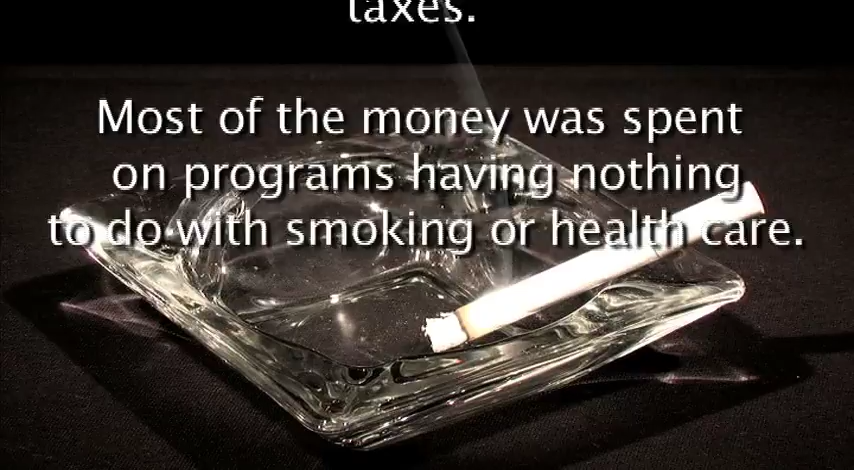 taxes.
Most of the money was spent
on programs having nothing
to do with smoking or health care.